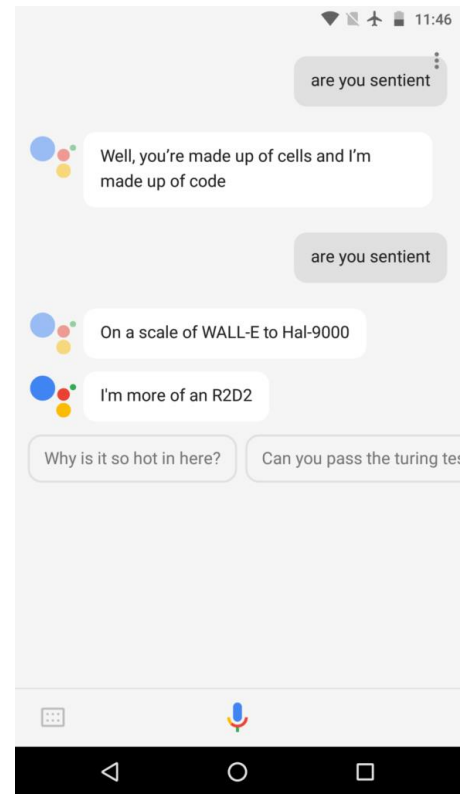 11:46
are you sentient
Well, you're made up of cells and I'm
made up of code
are you sentient
On a scale of WALL-E to Hal-9000
I'm more of an R2D2
Why is it so hot in here?
Can you pass the turing tes